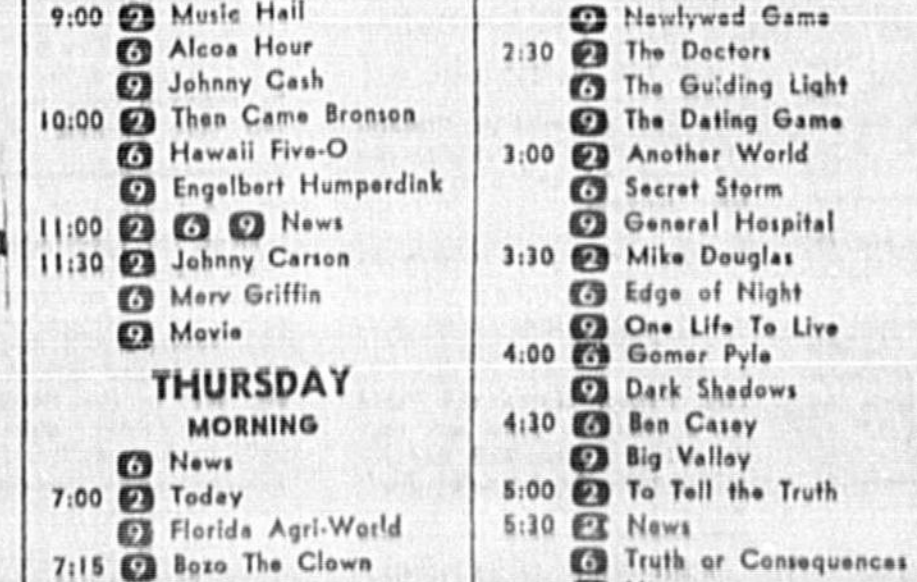 9:00 2 Music Hall
6 Alcoa Hour
9 Johnny Cash
10:00 2 Then Came Bronson
6 Hawaii Five-O
9 Engelbert Humperdink
11:00 2 6 9 News
11:30 2 Johnny Carson
6 Merv Griffin
9 Movie
THURSDAY
MORNING
6 News
7:00 2 Today
9 Florida Agri-World
7:15 9 Bozo The Clown
9 Newlywed Game
2:30 2 The Doctors
6 The Guiding Light
9 The Dating Game
3:00 2 Another World
6 Secret Storm
9 General Hospital
3:30 2 Mike Douglas
6 Edge of Night
9 One Life To Live
4:00 6 Gomer Pyle
9 Dark Shadows
4:30 6 Ben Casey
9 Big Valley
5:00 2 To Tell the Truth
5:30 2 News
6 Truth or Consequences